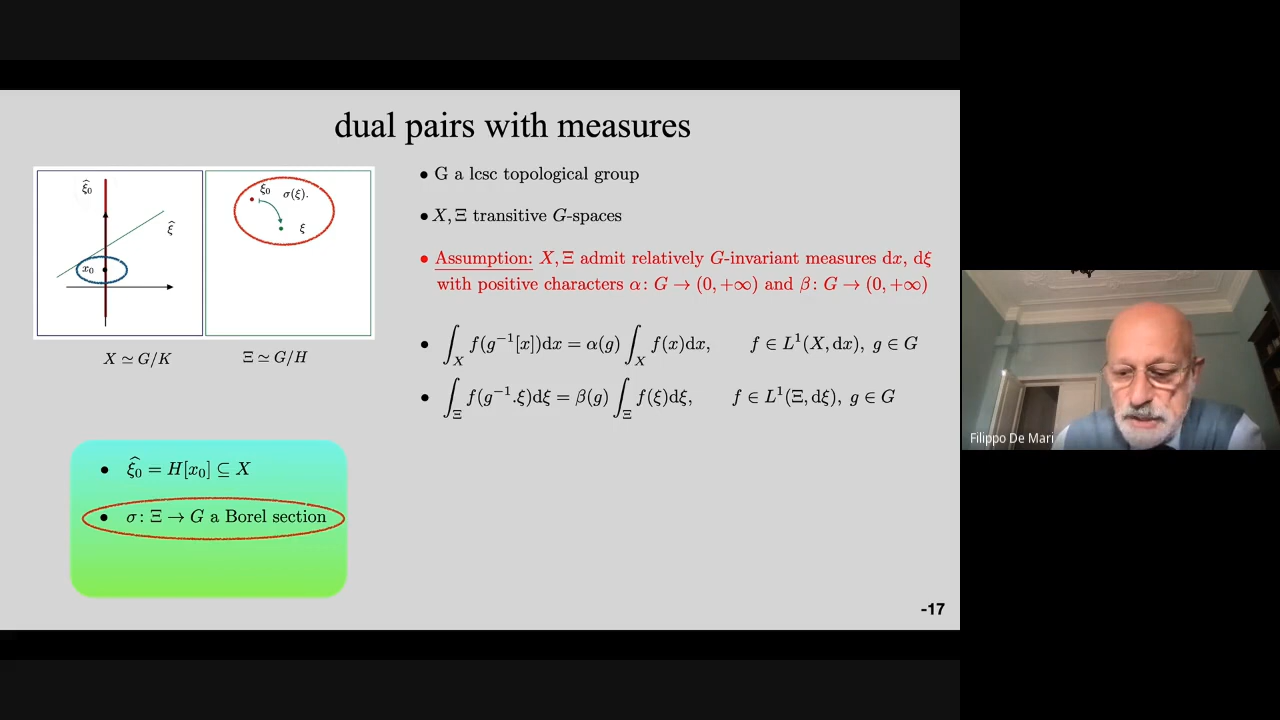 dual pairs with measures
ξ̂₀
ξ̂
x₀
ξ₀ σ(ξ).
ξ
X ≃ G/K
Ξ ≃ G/H
• G a lcsc topological group
• X, Ξ transitive G-spaces
• Assumption: X, Ξ admit relatively G-invariant measures dx, dξ
with positive characters α: G → (0, +∞) and β: G → (0, +∞)
• ∫_X f(g⁻¹[x])dx = α(g) ∫_X f(x)dx, f ∈ L¹(X, dx), g ∈ G
• ∫_Ξ f(g⁻¹.ξ)dξ = β(g) ∫_Ξ f(ξ)dξ, f ∈ L¹(Ξ, dξ), g ∈ G
• ξ̂₀ = H[x₀] ⊆ X
• σ: Ξ → G a Borel section
-17
Filippo De Mari